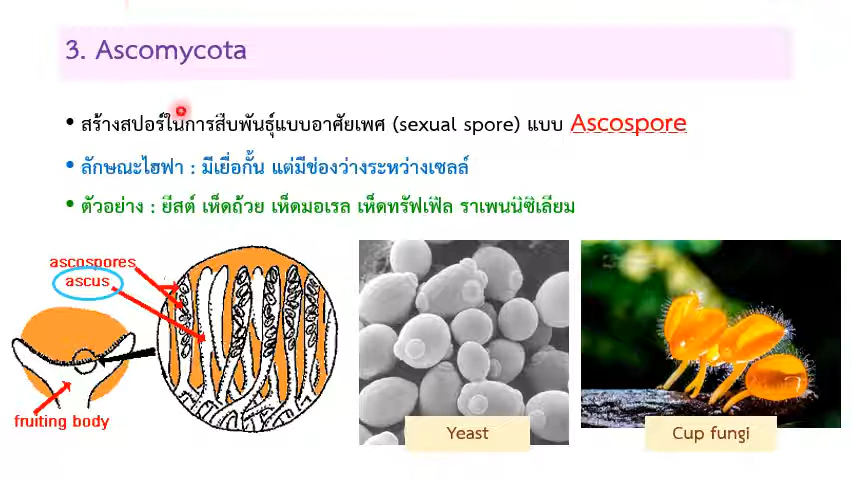 3. Ascomycota
• สร้างสปอร์ในการสืบพันธุ์แบบอาศัยเพศ (sexual spore) แบบ Ascospore
• ลักษณะไฮฟา : มีเยื่อกั้น แต่มีช่องว่างระหว่างเซลล์
• ตัวอย่าง : ยีสต์ เห็ดถ้วย เห็ดมอเรล เห็ดทรัฟเฟิล ราเพนนิซิเลียม
ascospores
ascus
fruiting body
Yeast
Cup fungi